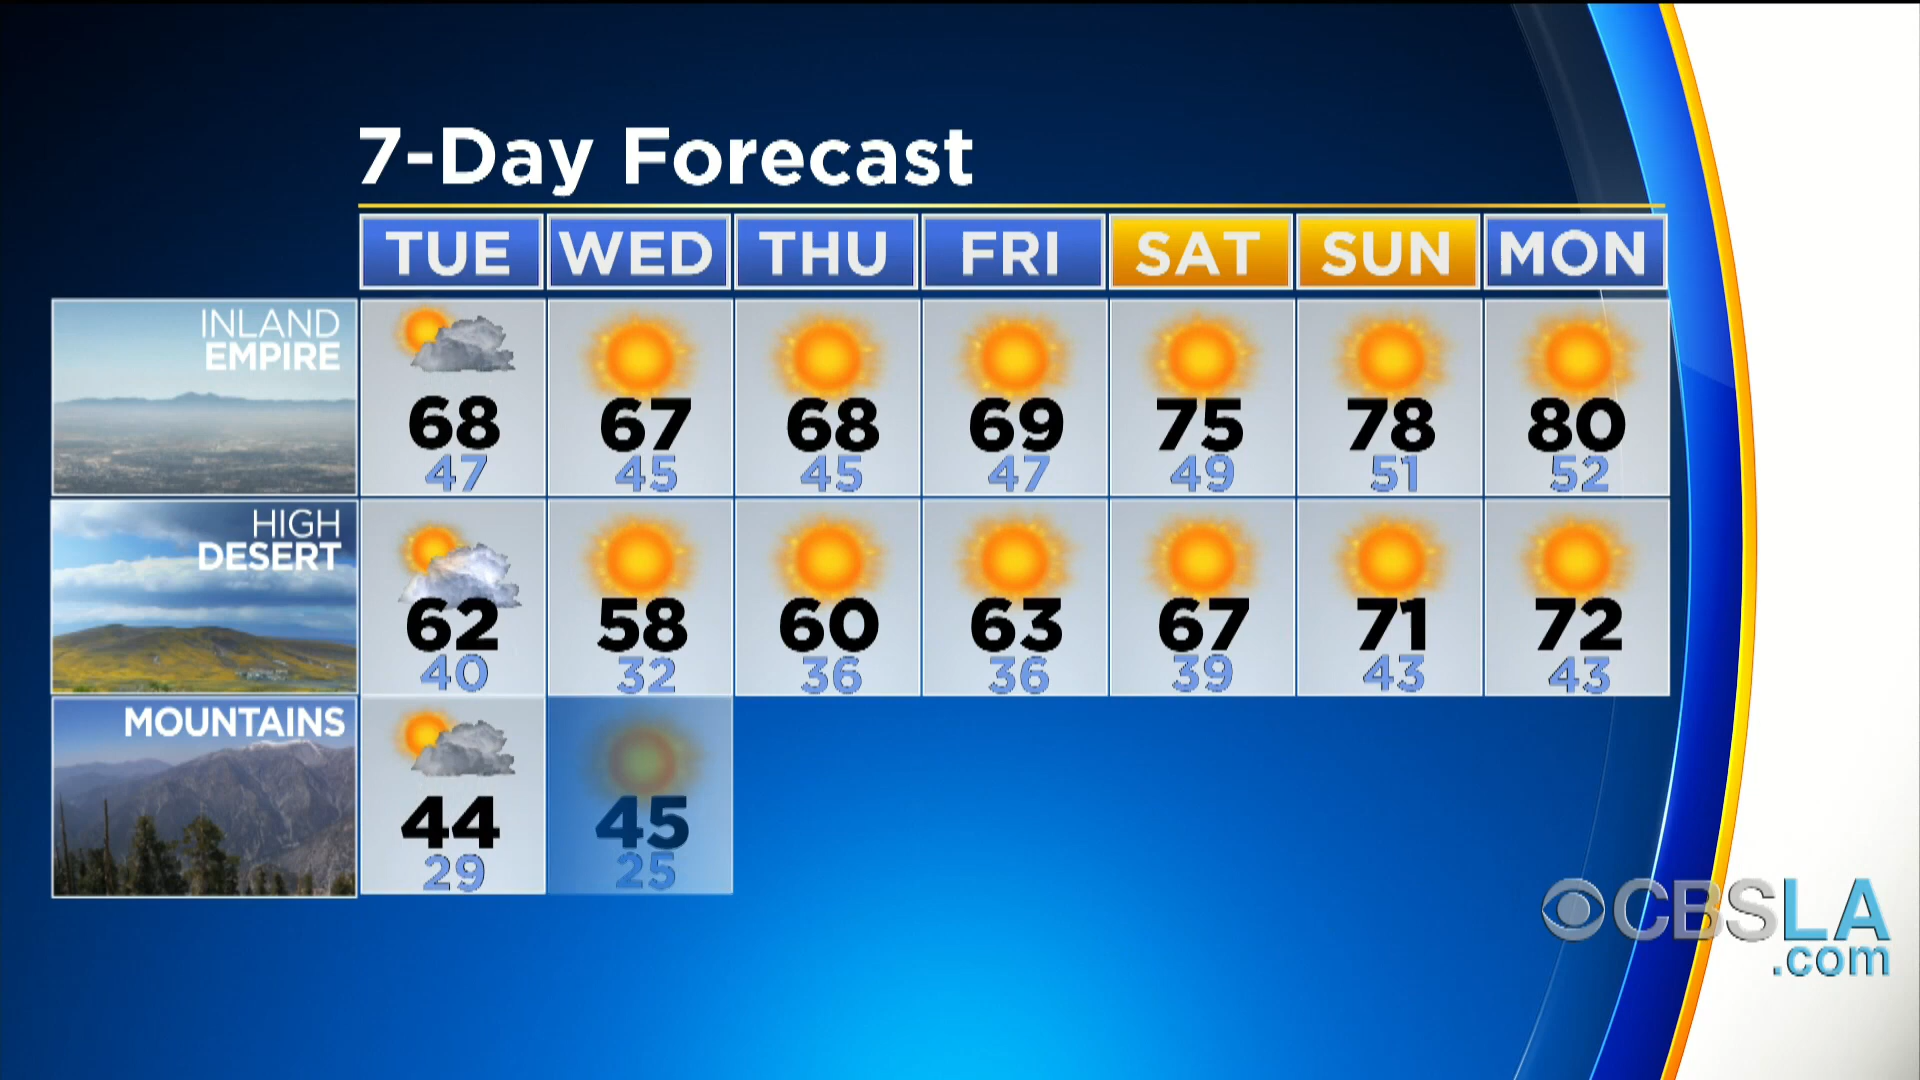 7-Day Forecast
TUE WED THU FRI SAT SUN MON
INLAND
EMPIRE
68 67 68 69 75 78 80
47 45 45 47 49 51 52
HIGH
DESERT
62 58 60 63 67 71 72
40 32 36 36 39 43 43
MOUNTAINS
44 45
29 25
CBSLA
.com